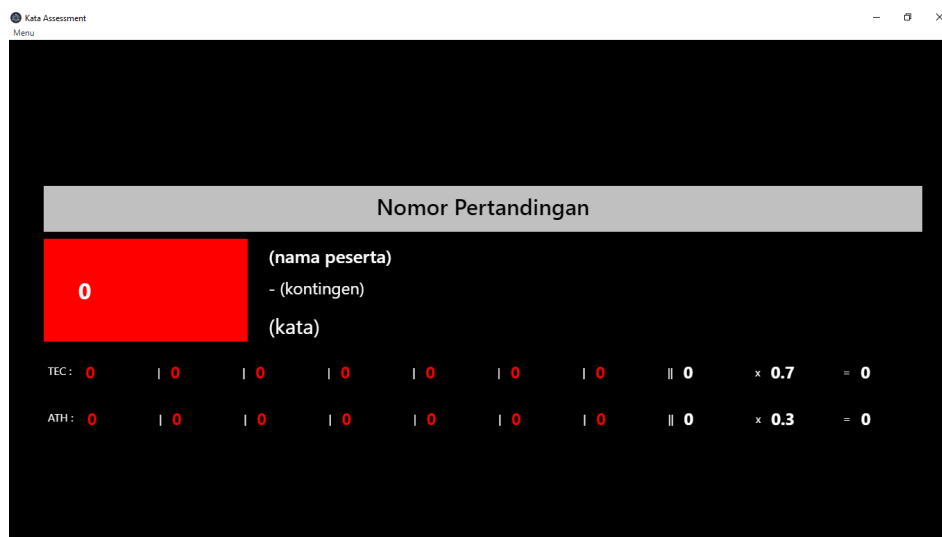 Kata Assessment
Menu
Nomor Pertandingan
0
(nama peserta)
- (kontingen)
(kata)
TEC : 0 | 0 | 0 | 0 | 0 | 0 | 0 || 0 x 0.7 = 0
ATH : 0 | 0 | 0 | 0 | 0 | 0 | 0 || 0 x 0.3 = 0